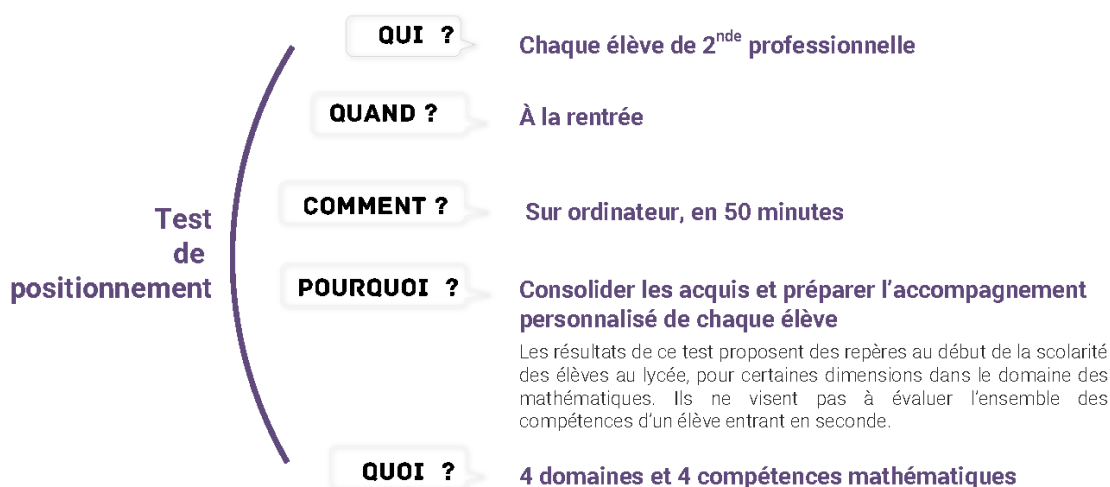 QUI ?
Chaque élève de 2nde professionnelle
QUAND ?
À la rentrée
COMMENT ?
Sur ordinateur, en 50 minutes
Test
de
positionnement
POURQUOI ?
Consolider les acquis et préparer l'accompagnement
personnalisé de chaque élève
Les résultats de ce test proposent des repères au début de la scolarité
des élèves au lycée, pour certaines dimensions dans le domaine des
mathématiques. Ils ne visent pas à évaluer l'ensemble des
compétences d'un élève entrant en seconde.
QUOI ?
4 domaines et 4 compétences mathématiques